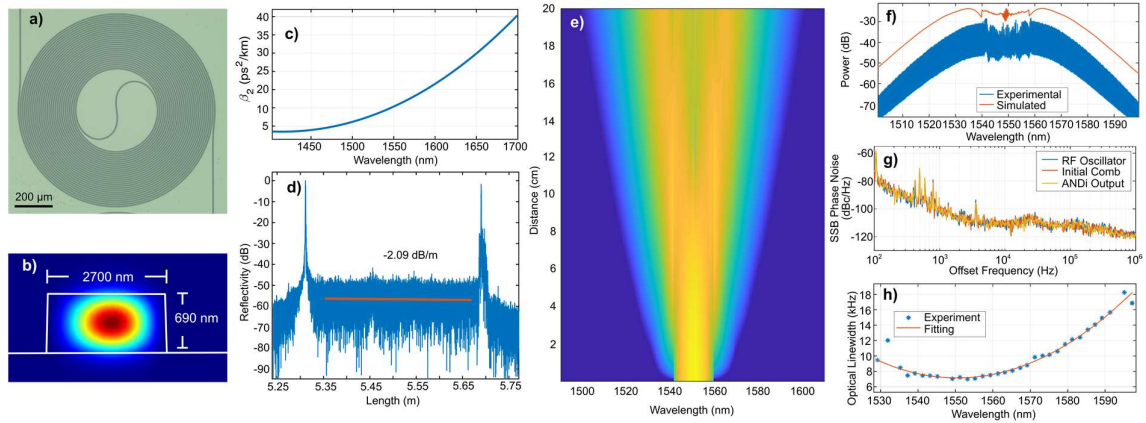 a)
200 µm
b)
2700 nm
690 nm
c)
β2 (ps²/km)
40
35
30
25
20
15
10
5
1450 1500 1550 1600 1650 1700
Wavelength (nm)
d)
Reflectivity (dB)
0
-10
-20
-30
-40
-50
-60
-70
-80
-90
-2.09 dB/m
5.25 5.35 5.45 5.55 5.65 5.75
Length (m)
e)
Distance (cm)
20
18
16
14
12
10
8
6
4
2
1500 1520 1540 1560 1580 1600
Wavelength (nm)
f)
Power (dB)
-30
-40
-50
-60
-70
Experimental
Simulated
1510 1520 1530 1540 1550 1560 1570 1580 1590
Wavelength (nm)
g)
SSB Phase Noise
(dBc/Hz)
-60
-80
-100
-120
RF Oscillator
Initial Comb
ANDi Output
10² 10³ 10⁴ 10⁵ 10⁶
Offset Frequency (Hz)
h)
Optical Linewidth (kHz)
18
16
14
12
10
8
6
Experiment
Fitting
1530 1540 1550 1560 1570 1580 1590
Wavelength (nm)